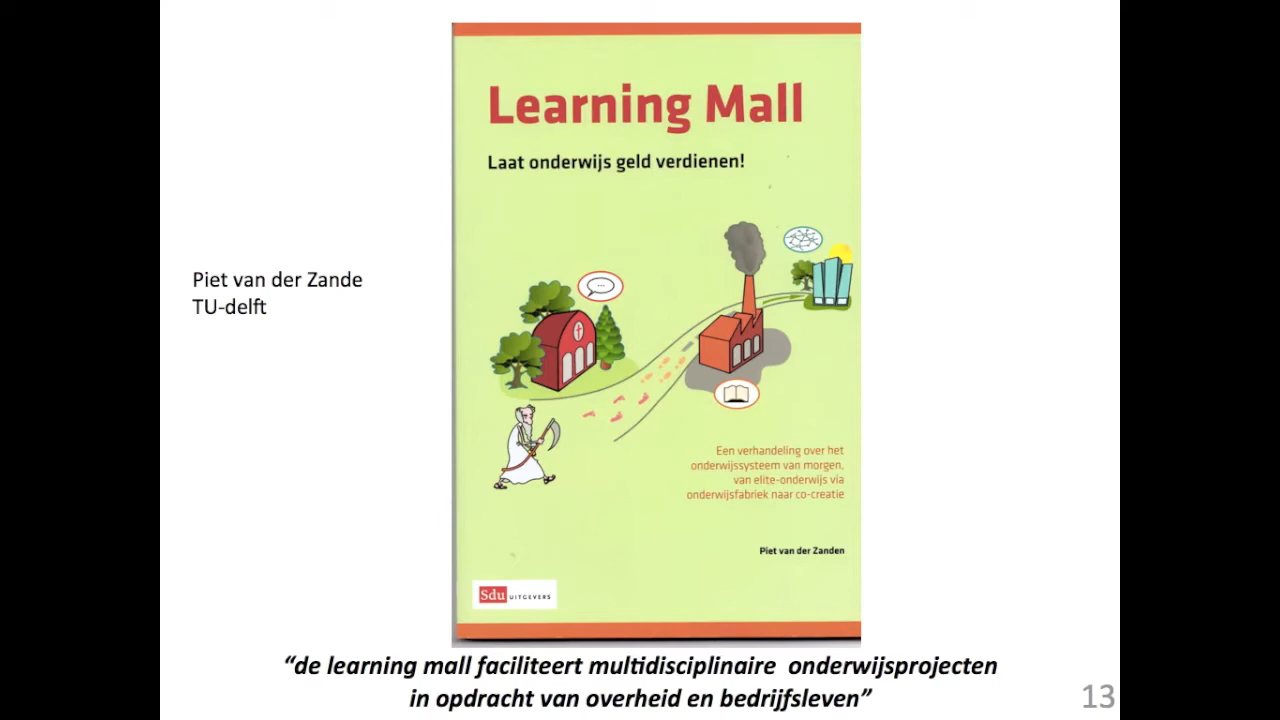 Learning Mall
Laat onderwijs geld verdienen!
Piet van der Zande
TU-delft
Een verhandeling over het
onderwijssysteem van morgen,
van elite-onderwijs via
onderwijsfabriek naar co-creatie
Piet van der Zanden
Sdu UITGEVERS
“de learning mall faciliteert multidisciplinaire onderwijsprojecten
in opdracht van overheid en bedrijfsleven”
13